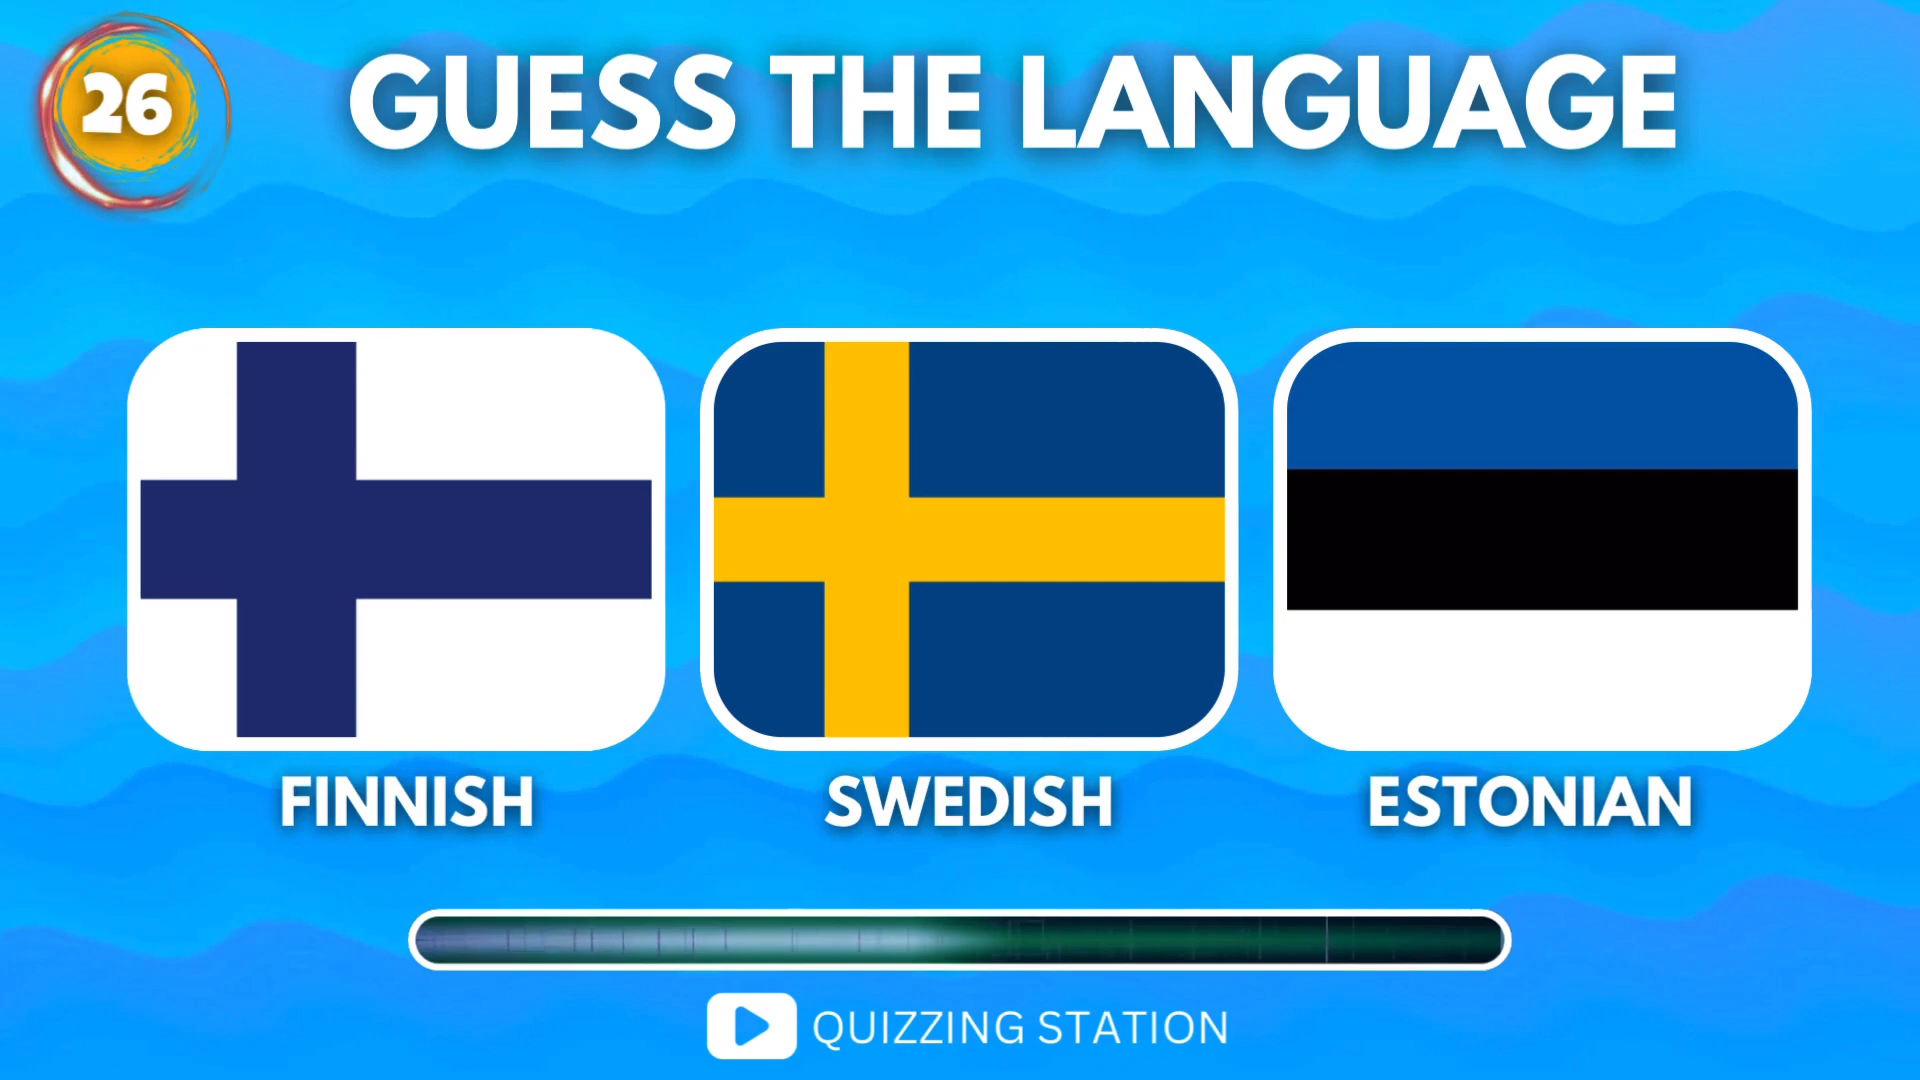 26
GUESS THE LANGUAGE
FINNISH
SWEDISH
ESTONIAN
QUIZZING STATION